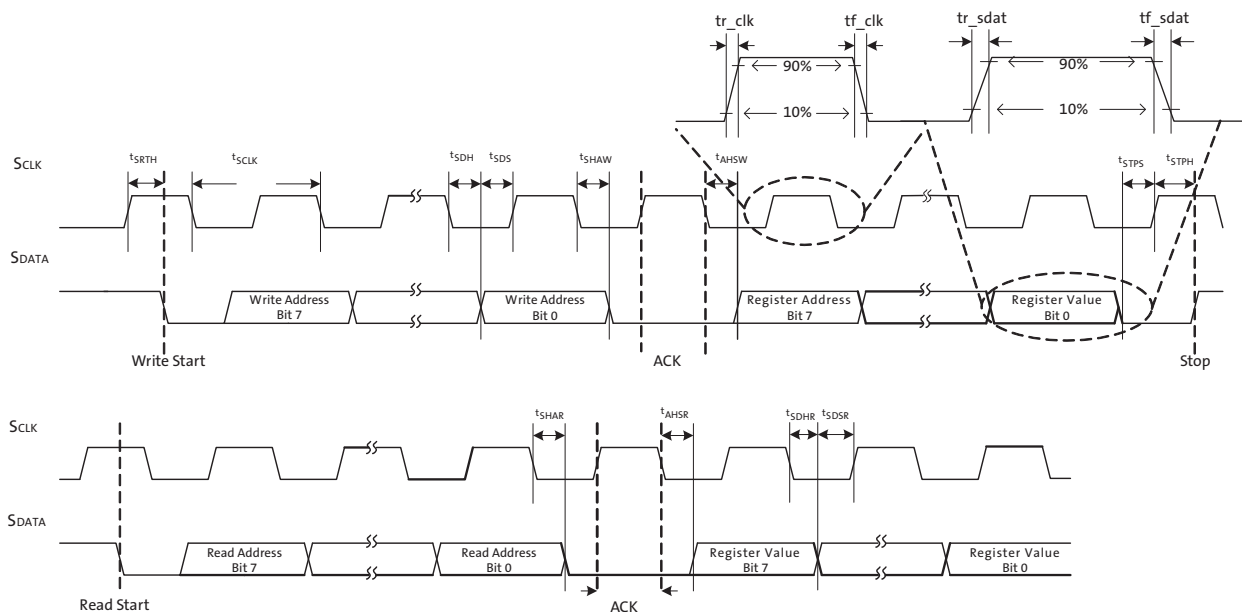 tr_clk tf_clk tr_sdat tf_sdat
90% 90%
10% 10%
SCLK tSRTH tSCLK tSDH tSDS tSHAW tAHSW tSTPS tSTPH
SDATA
Write Address Bit 7
Write Address Bit 0
Register Address Bit 7
Register Value Bit 0
Write Start ACK Stop
SCLK tSHAR tAHSR tSDHR tSDSR
SDATA
Read Address Bit 7
Read Address Bit 0
Register Value Bit 7
Register Value Bit 0
Read Start ACK